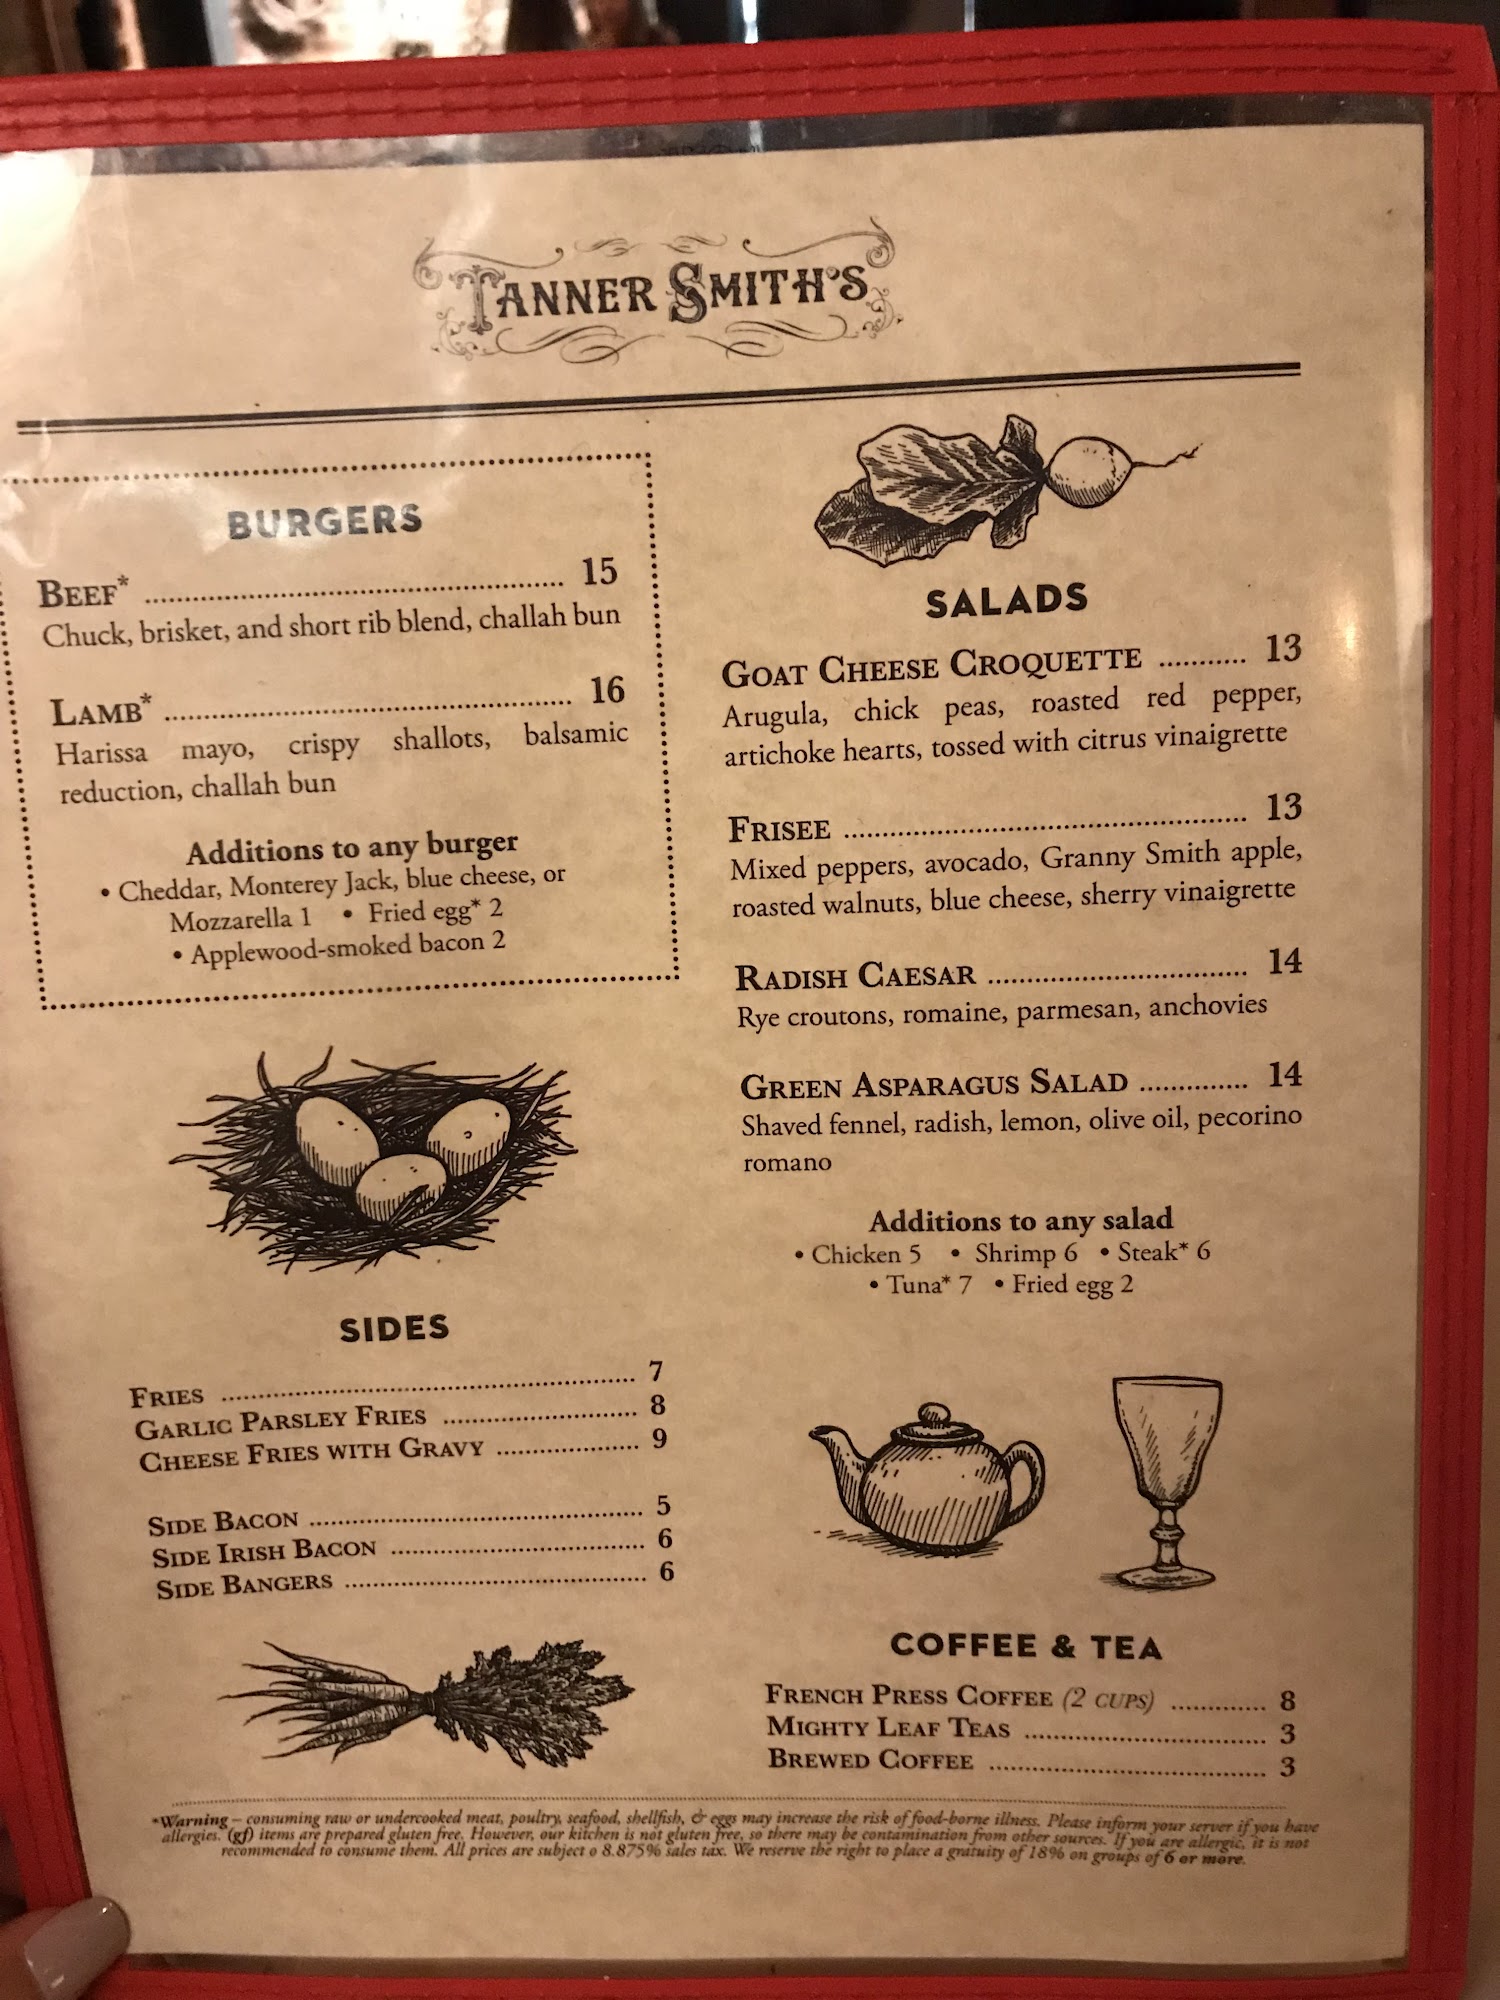 TANNER SMITH'S
BURGERS
BEEF* ........ 15
Chuck, brisket, and short rib blend, challah bun
LAMB* ........ 16
Harissa mayo, crispy shallots, balsamic
reduction, challah bun
Additions to any burger
• Cheddar, Monterey Jack, blue cheese, or
Mozzarella 1 • Fried egg* 2
• Applewood-smoked bacon 2
SIDES
FRIES ........ 7
GARLIC PARSLEY FRIES ........ 8
CHEESE FRIES WITH GRAVY ........ 9
SIDE BACON ........ 5
SIDE IRISH BACON ........ 6
SIDE BANGERS ........ 6
SALADS
GOAT CHEESE CROQUETTE ........ 13
Arugula, chick peas, roasted red pepper,
artichoke hearts, tossed with citrus vinaigrette
FRISEE ........ 13
Mixed peppers, avocado, Granny Smith apple,
roasted walnuts, blue cheese, sherry vinaigrette
RADISH CAESAR ........ 14
Rye croutons, romaine, parmesan, anchovies
GREEN ASPARAGUS SALAD ........ 14
Shaved fennel, radish, lemon, olive oil, pecorino
romano
Additions to any salad
• Chicken 5 • Shrimp 6 • Steak* 6
• Tuna* 7 • Fried egg 2
COFFEE & TEA
FRENCH PRESS COFFEE (2 CUPS) ........ 8
MIGHTY LEAF TEAS ........ 3
BREWED COFFEE ........ 3
*Warning – consuming raw or undercooked meat, poultry, seafood, shellfish, & eggs may increase the risk of food-borne illness. Please inform your server if you have
allergies. (gf) items are prepared gluten free. However, our kitchen is not gluten free, so there may be contamination from other sources. If you are allergic, it is not
recommended to consume them. All prices are subject o 8.875% sales tax. We reserve the right to place a gratuity of 18% on groups of 6 or more.